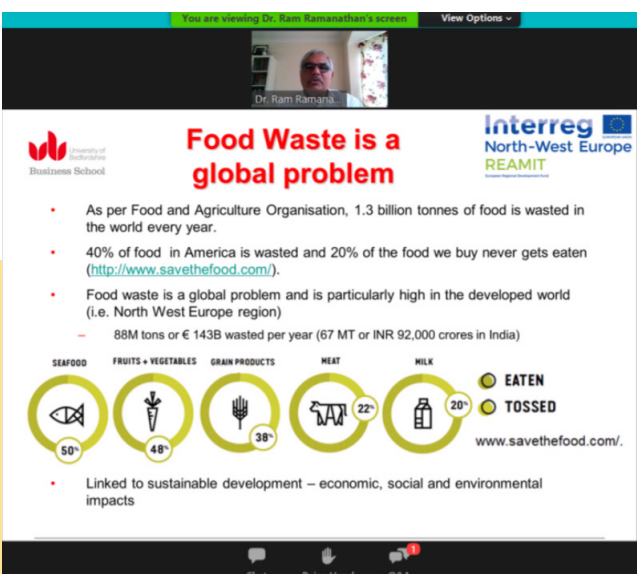 You are viewing Dr. Ram Ramanathan's screen
View Options
Dr. Ram Ramana...
University of
Bedfordshire
Business School
Food Waste is a
global problem
Interreg
North-West Europe
REAMIT
European Regional Development Fund
• As per Food and Agriculture Organisation, 1.3 billion tonnes of food is wasted in
the world every year.
• 40% of food in America is wasted and 20% of the food we buy never gets eaten
(http://www.savethefood.com/).
• Food waste is a global problem and is particularly high in the developed world
(i.e. North West Europe region)
– 88M tons or € 143B wasted per year (67 MT or INR 92,000 crores in India)
SEAFOOD
50%
FRUITS + VEGETABLES
48%
GRAIN PRODUCTS
38%
MEAT
22%
MILK
20%
EATEN
TOSSED
www.savethefood.com/.
• Linked to sustainable development – economic, social and environmental
impacts
1